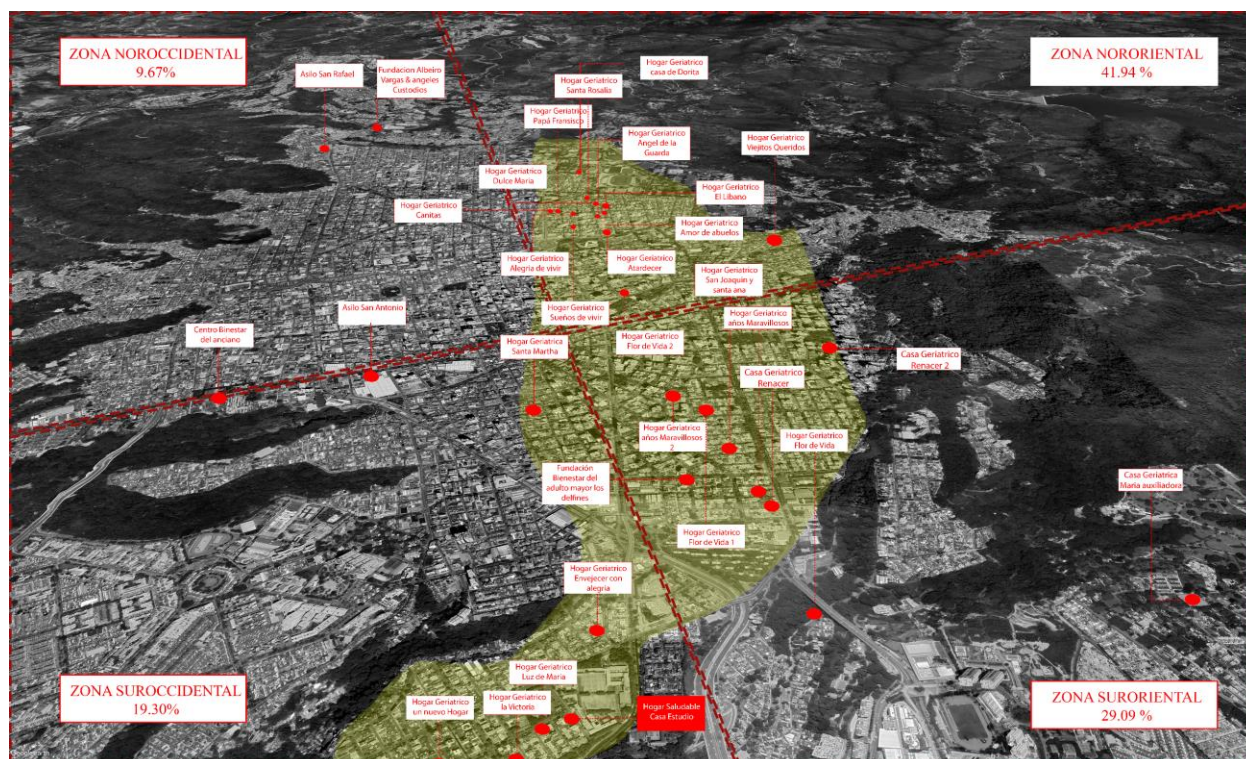 ZONA NOROCCIDENTAL
9.67%
ZONA NORORIENTAL
41.94 %
Asilo San Rafael
Fundacion Albeiro
Vargas & angeles
Custodios
Hogar Geriatrico
casa de Dorita
Hogar Geriatrico
Santa Rosalia
Hogar Geriatrico
Papá Fransisco
Hogar Geriatrico
Angel de la
Guarda
Hogar Geriatrico
Viejitos Queridos
Hogar Geriatrico
Dulce Maria
Hogar Geriatrico
El Libano
Hogar Geriatrico
Canitas
Hogar Geriatrico
Amor de abuelos
Hogar Geriatrico
Alegria de vivir
Hogar Geriatrico
Atardecer
Hogar Geriatrico
San Joaquin y
santa ana
Asilo San Antonio
Hogar Geriatrico
Sueños de vivir
Hogar Geriatrico
años Maravillosos
Centro Binestar
del anciano
Hogar Geriatrica
Santa Martha
Hogar Geriatrico
Flor de Vida 2
Casa Geriatrico
Renacer 2
Casa Geriatrico
Renacer
Hogar Geriatrico
años Maravillosos
2
Hogar Geriatrico
Flor de Vida
Fundación
Bienestar del
adulto mayor los
delfines
Casa Geriatrica
Maria auxiliadora
Hogar Geriatrico
Flor de Vida 1
Hogar Geriatrico
Envejecer con
alegria
Hogar Geriatrico
Luz de Maria
ZONA SUROCCIDENTAL
19.30%
Hogar Geriatrico
un nuevo Hogar
Hogar Geriatrico
la Victoria
Hogar Saludable
Casa Estudio
ZONA SURORIENTAL
29.09 %